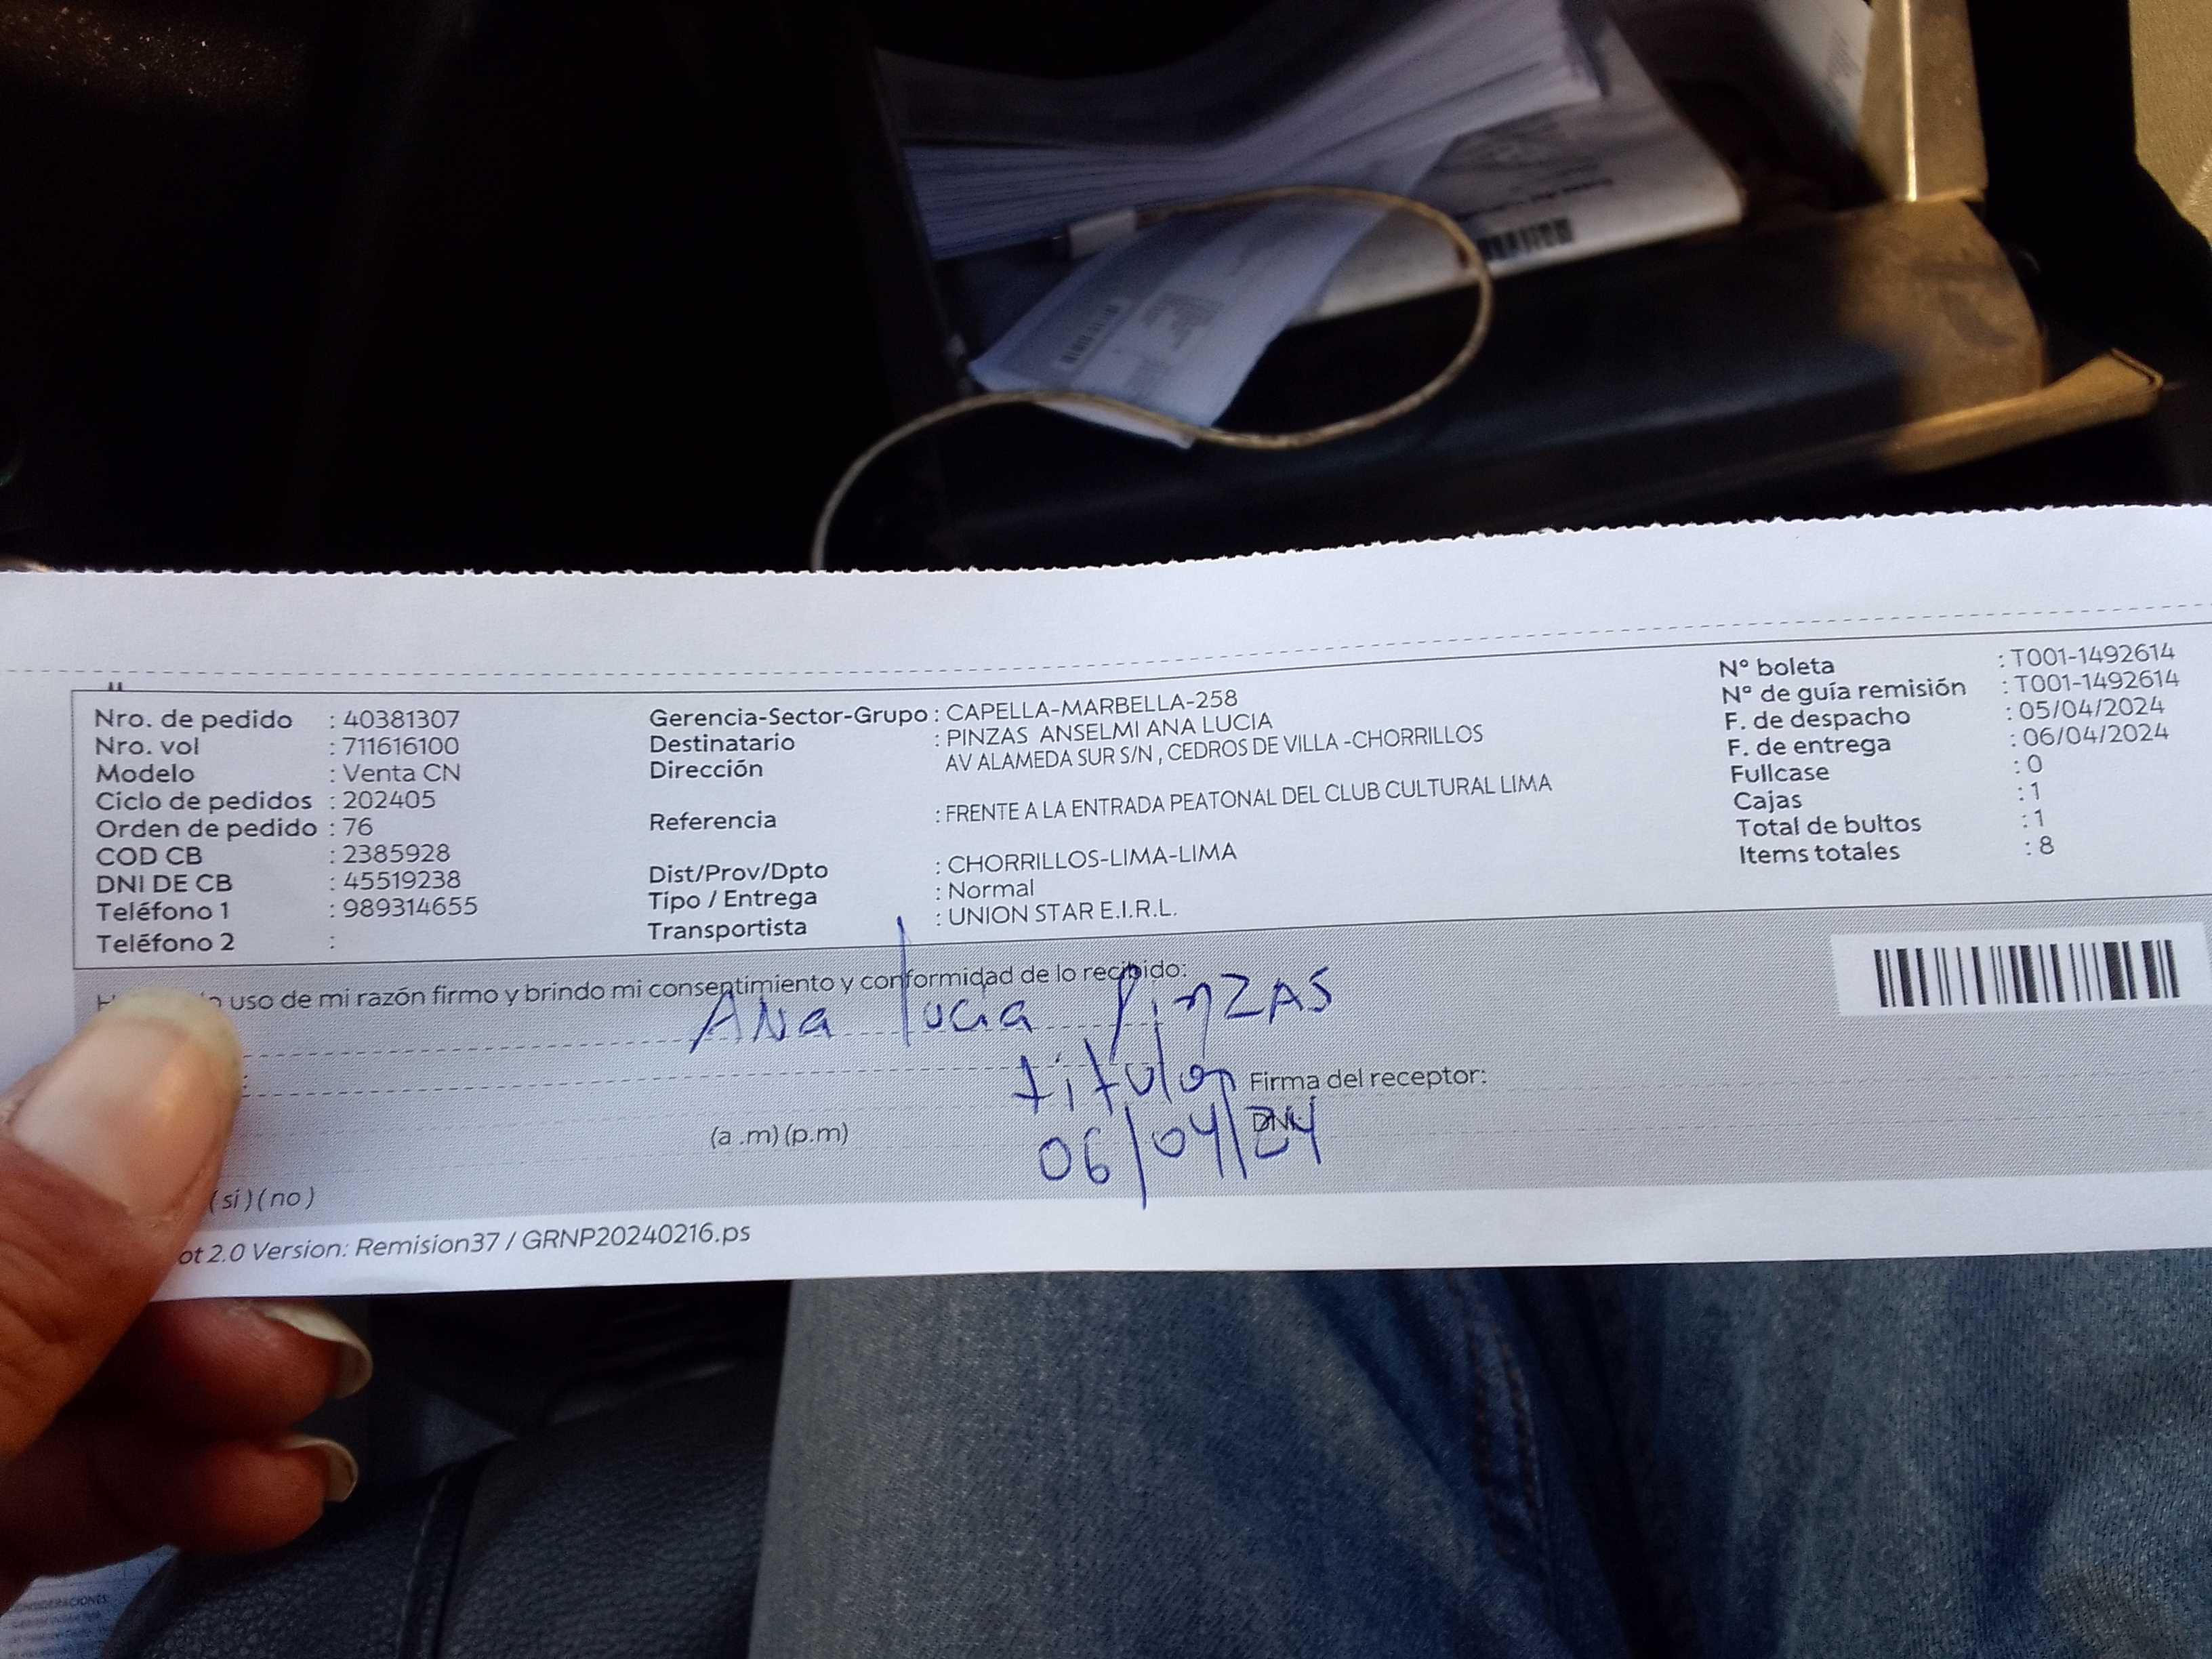 Nro. de pedido : 40381307
Nro. vol : 711616100
Modelo : Venta CN
Ciclo de pedidos : 202405
Orden de pedido : 76
COD CB : 2385928
DNI DE CB : 45519238
Teléfono 1 : 989314655
Teléfono 2 :
Gerencia-Sector-Grupo : CAPELLA-MARBELLA-258
Destinatario : PINZAS ANSELMI ANA LUCIA
Dirección AV ALAMEDA SUR S/N , CEDROS DE VILLA -CHORRILLOS
Referencia : FRENTE A LA ENTRADA PEATONAL DEL CLUB CULTURAL LIMA
Dist/Prov/Dpto : CHORRILLOS-LIMA-LIMA
Tipo / Entrega : Normal
Transportista : UNION STAR E.I.R.L.
N° boleta : T001-1492614
N° de guía remisión : T001-1492614
F. de despacho : 05/04/2024
F. de entrega : 06/04/2024
Fullcase : 0
Cajas : 1
Total de bultos : 1
Items totales : 8
uso de mi razón firmo y brindo mi consentimiento y conformidad de lo recibido:
Ana lucia PinZAS
titular Firma del receptor:
(a .m) (p.m) 06/04/24 DNI:
( si ) ( no )
ot 2.0 Version: Remision37 / GRNP20240216.ps